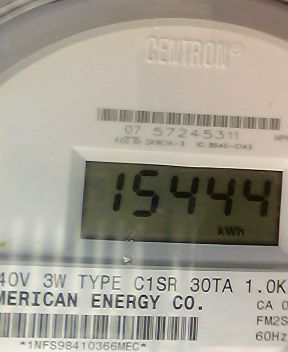 CENTRON®
07 57245311
15444
kWh
40V 3W TYPE C1SR 30TA 1.0K
MERICAN ENERGY CO.
CA 0
FM2S
60Hz
*1NFS98410366MEC*